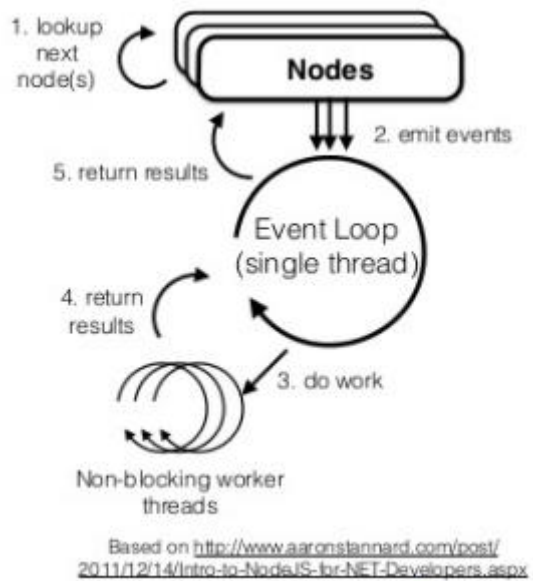 1. lookup
next
node(s)
Nodes
2. emit events
5. return results
Event Loop
(single thread)
4. return
results
3. do work
Non-blocking worker
threads
Based on http://www.aaronstannard.com/post/
2011/12/14/Intro-to-NodeJS-for-NET-Developers.aspx